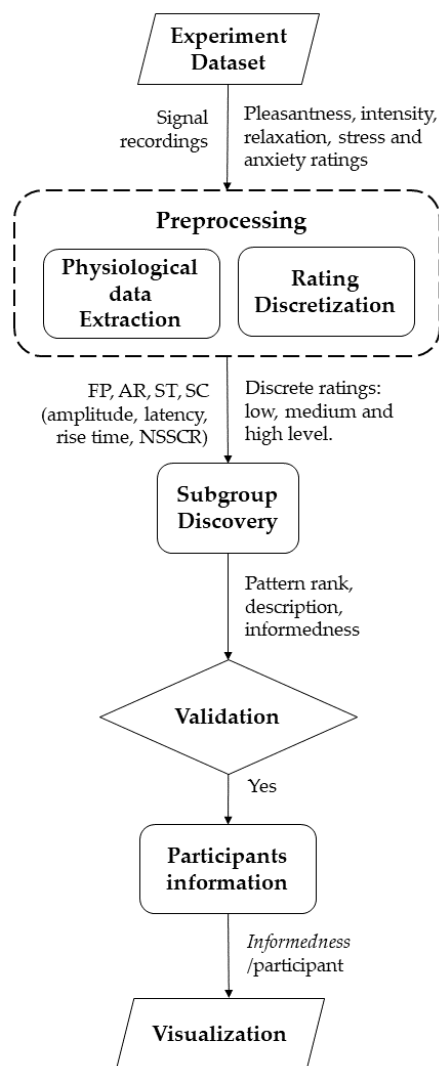 Experiment
Dataset
Signal
recordings
Pleasantness, intensity,
relaxation, stress and
anxiety ratings
Preprocessing
Physiological
data
Extraction
Rating
Discretization
FP, AR, ST, SC
(amplitude, latency,
rise time, NSSCR)
Discrete ratings:
low, medium and
high level.
Subgroup
Discovery
Pattern rank,
description,
informedness
Validation
Yes
Participants
information
Informedness
/participant
Visualization